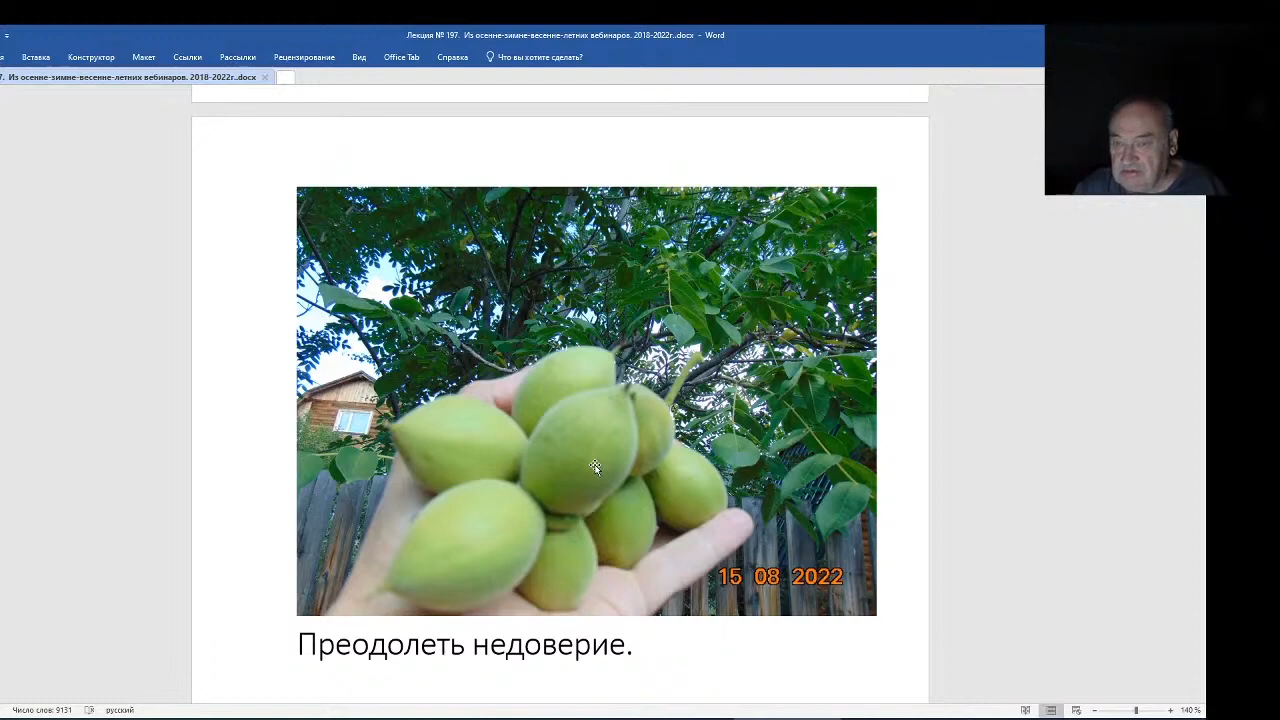 Лекция № 197. Из осенне-зимне-весенне-летних вебинаров. 2018-2022г..docx - Word
Вставка Конструктор Макет Ссылки Рассылки Рецензирование Вид Office Tab Справка Что вы хотите сделать?
7. Из осенне-зимне-весенне-летних вебинаров. 2018-2022г..docx
15 08 2022
Преодолеть недоверие.
Число слов: 9131 русский 140 %